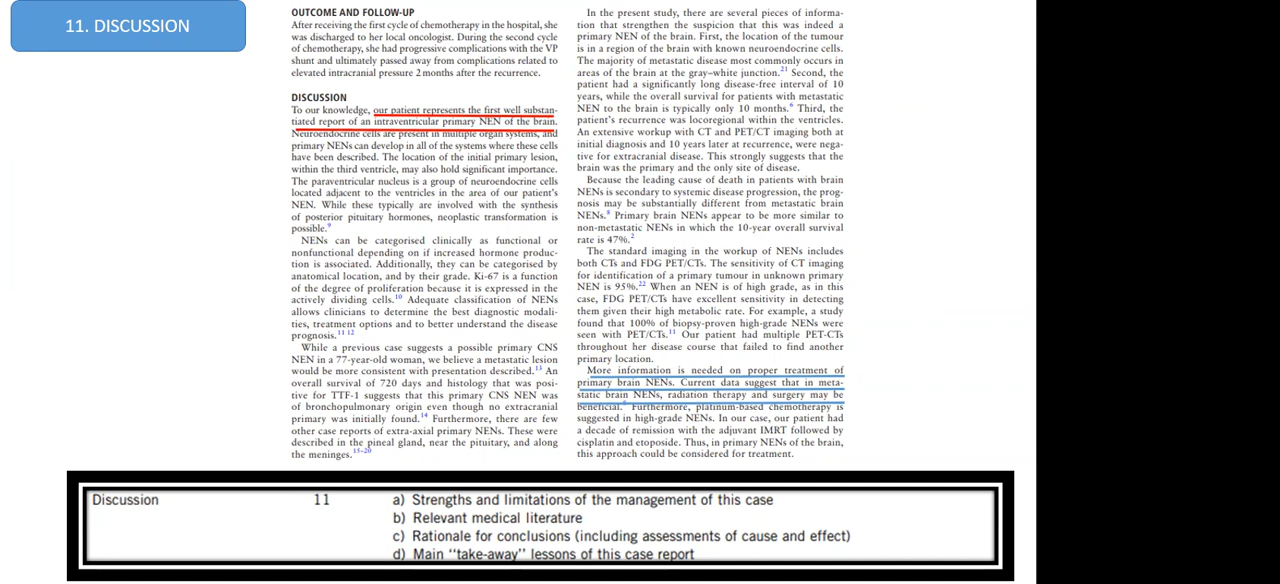 11. DISCUSSION
OUTCOME AND FOLLOW-UP
After receiving the first cycle of chemotherapy in the hospital, she
was discharged to her local oncologist. During the second cycle
of chemotherapy, she had progressive complications with the VP
shunt and ultimately passed away from complications related to
elevated intracranial pressure 2 months after the recurrence.
DISCUSSION
To our knowledge, our patient represents the first well substan-
tiated report of an intraventricular primary NEN of the brain.
Neuroendocrine cells are present in multiple organ systems, and
primary NENs can develop in all of the systems where these cells
have been described. The location of the initial primary lesion,
within the third ventricle, may also hold significant importance.
The paraventricular nucleus is a group of neuroendocrine cells
located adjacent to the ventricles in the area of our patient's
NEN. While these typically are involved with the synthesis
of posterior pituitary hormones, neoplastic transformation is
possible.9
NENs can be categorised clinically as functional or
nonfunctional depending on if increased hormone produc-
tion is associated. Additionally, they can be categorised by
anatomical location, and by their grade. Ki-67 is a function
of the degree of proliferation because it is expressed in the
actively dividing cells.10 Adequate classification of NENs
allows clinicians to determine the best diagnostic modali-
ties, treatment options and to better understand the disease
prognosis.11 12
While a previous case suggests a possible primary CNS
NEN in a 77-year-old woman, we believe a metastatic lesion
would be more consistent with presentation described.13 An
overall survival of 720 days and histology that was posi-
tive for TTF-1 suggests that this primary CNS NEN was
of bronchopulmonary origin even though no extracranial
primary was initially found.14 Furthermore, there are few
other case reports of extra-axial primary NENs. These were
described in the pineal gland, near the pituitary, and along
the meninges.15–20
In the present study, there are several pieces of informa-
tion that strengthen the suspicion that this was indeed a
primary NEN of the brain. First, the location of the tumour
is in a region of the brain with known neuroendocrine cells.
The majority of metastatic disease most commonly occurs in
areas of the brain at the gray–white junction.21 Second, the
patient had a significantly long disease-free interval of 10
years, while the overall survival for patients with metastatic
NEN to the brain is typically only 10 months.6 Third, the
patient's recurrence was locoregional within the ventricles.
An extensive workup with CT and PET/CT imaging both at
initial diagnosis and 10 years later at recurrence, were nega-
tive for extracranial disease. This strongly suggests that the
brain was the primary and the only site of disease.
Because the leading cause of death in patients with brain
NENs is secondary to systemic disease progression, the prog-
nosis may be substantially different from metastatic brain
NENs.8 Primary brain NENs appear to be more similar to
non-metastatic NENs in which the 10-year overall survival
rate is 47%.2
The standard imaging in the workup of NENs includes
both CTs and FDG PET/CTs. The sensitivity of CT imaging
for identification of a primary tumour in unknown primary
NEN is 95%.22 When an NEN is of high grade, as in this
case, FDG PET/CTs have excellent sensitivity in detecting
them given their high metabolic rate. For example, a study
found that 100% of biopsy-proven high-grade NENs were
seen with PET/CTs.11 Our patient had multiple PET-CTs
throughout her disease course that failed to find another
primary location.
More information is needed on proper treatment of
primary brain NENs. Current data suggest that in meta-
static brain NENs, radiation therapy and surgery may be
beneficial. Furthermore, platinum-based chemotherapy is
suggested in high-grade NENs. In our case, our patient had
a decade of remission with the adjuvant IMRT followed by
cisplatin and etoposide. Thus, in primary NENs of the brain,
this approach could be considered for treatment.
Discussion 11 a) Strengths and limitations of the management of this case
b) Relevant medical literature
c) Rationale for conclusions (including assessments of cause and effect)
d) Main "take-away" lessons of this case report